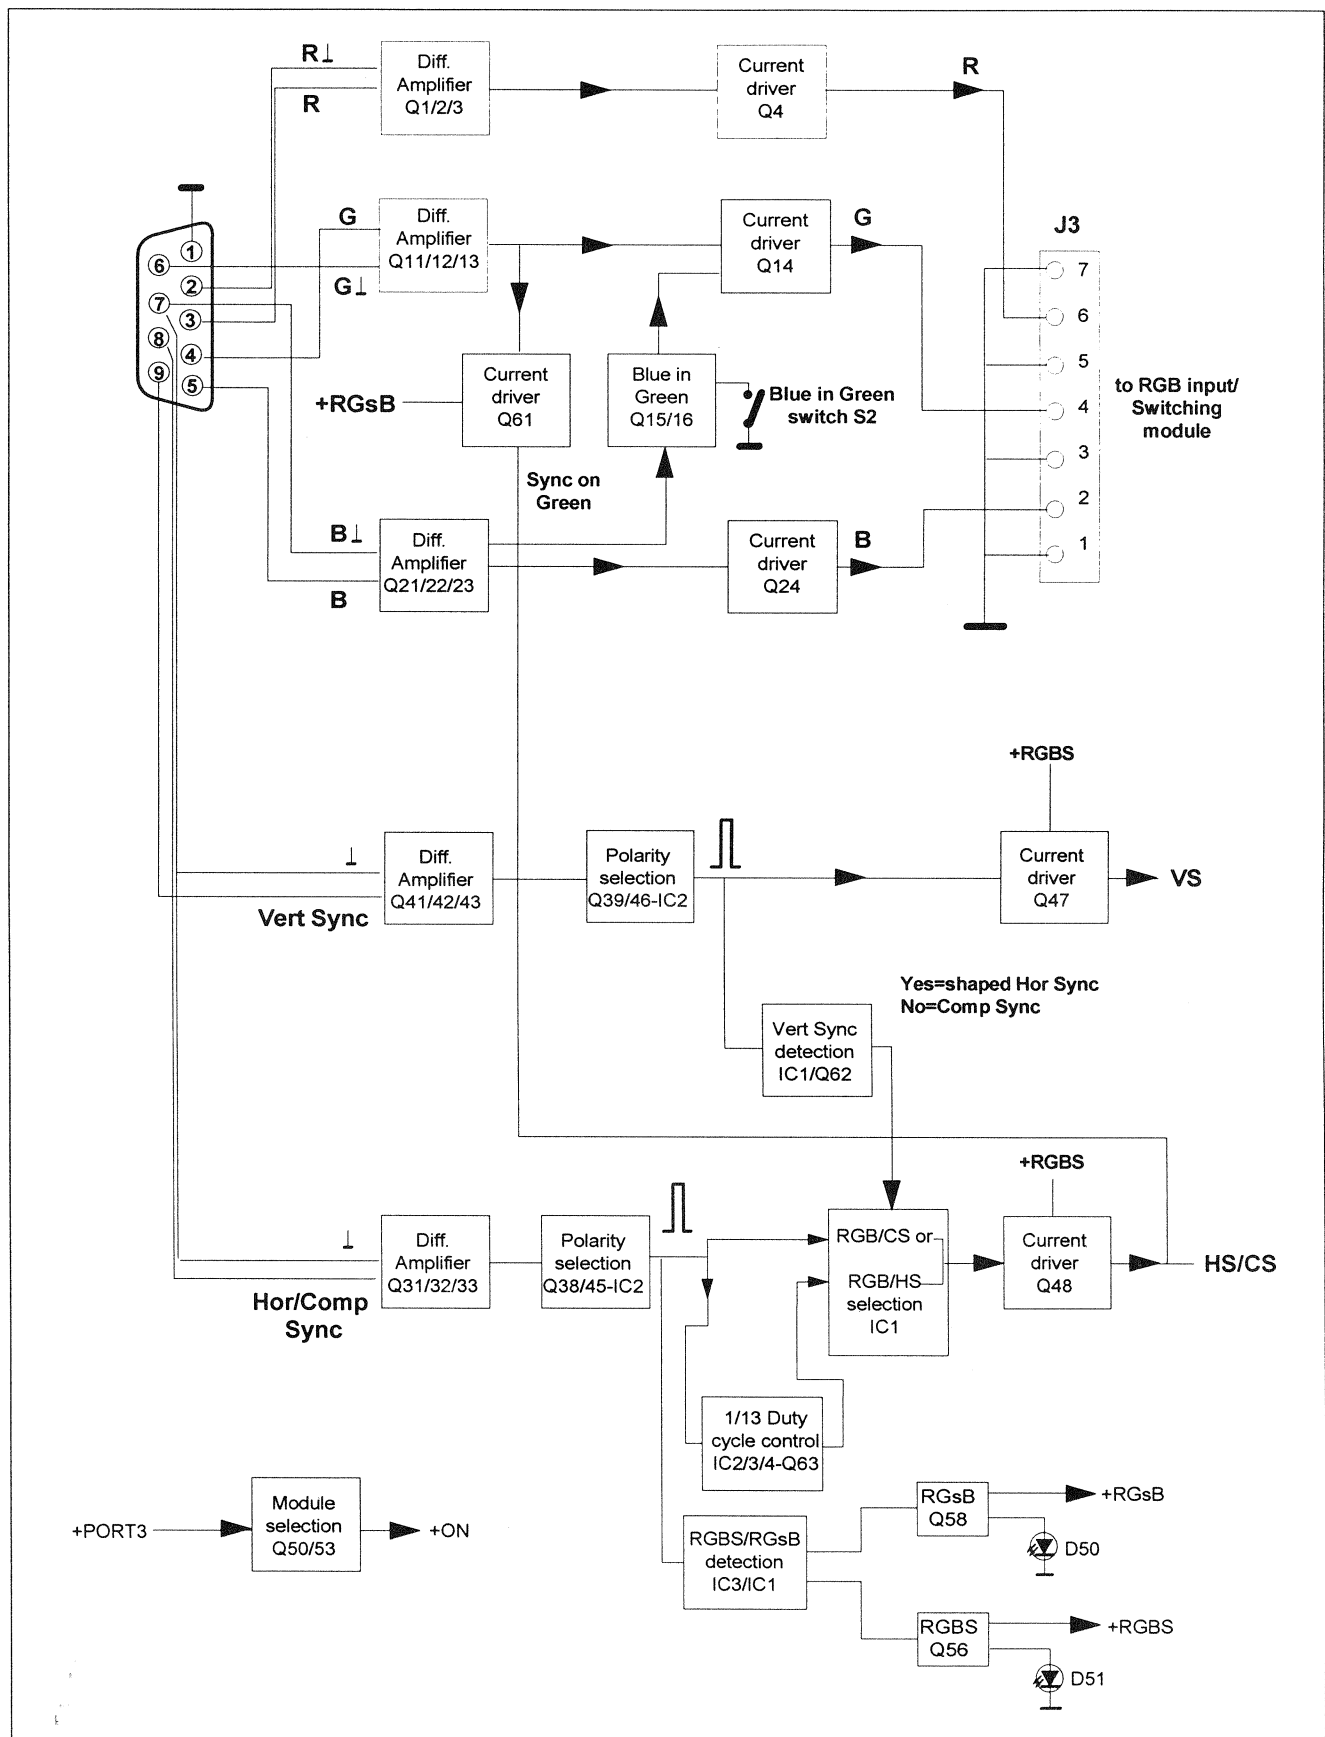 R⊥
R
Diff.
Amplifier
Q1/2/3
Current
driver
Q4
R
G
G⊥
Diff.
Amplifier
Q11/12/13
Current
driver
Q14
G
J3
1
2
3
4
5
6
7
8
9
+RGsB
Current
driver
Q61
Sync on
Green
Blue in
Green
Q15/16
Blue in Green
switch S2
7
6
5
4
3
2
1
to RGB input/
Switching
module
B⊥
B
Diff.
Amplifier
Q21/22/23
Current
driver
Q24
B
+RGBS
⊥
Vert Sync
Diff.
Amplifier
Q41/42/43
Polarity
selection
Q39/46-IC2
Current
driver
Q47
VS
Yes=shaped Hor Sync
No=Comp Sync
Vert Sync
detection
IC1/Q62
+RGBS
⊥
Hor/Comp
Sync
Diff.
Amplifier
Q31/32/33
Polarity
selection
Q38/45-IC2
RGB/CS or
RGB/HS
selection
IC1
Current
driver
Q48
HS/CS
1/13 Duty
cycle control
IC2/3/4-Q63
+PORT3
Module
selection
Q50/53
+ON
RGBS/RGsB
detection
IC3/IC1
RGsB
Q58
+RGsB
D50
RGBS
Q56
+RGBS
D51